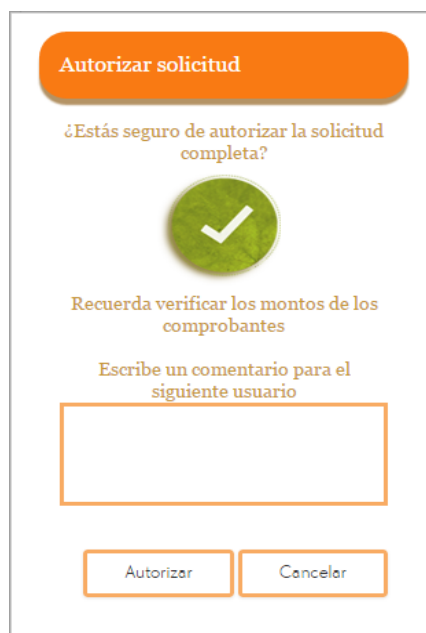 Autorizar solicitud
¿Estás seguro de autorizar la solicitud
completa?
Recuerda verificar los montos de los
comprobantes
Escribe un comentario para el
siguiente usuario
Autorizar
Cancelar